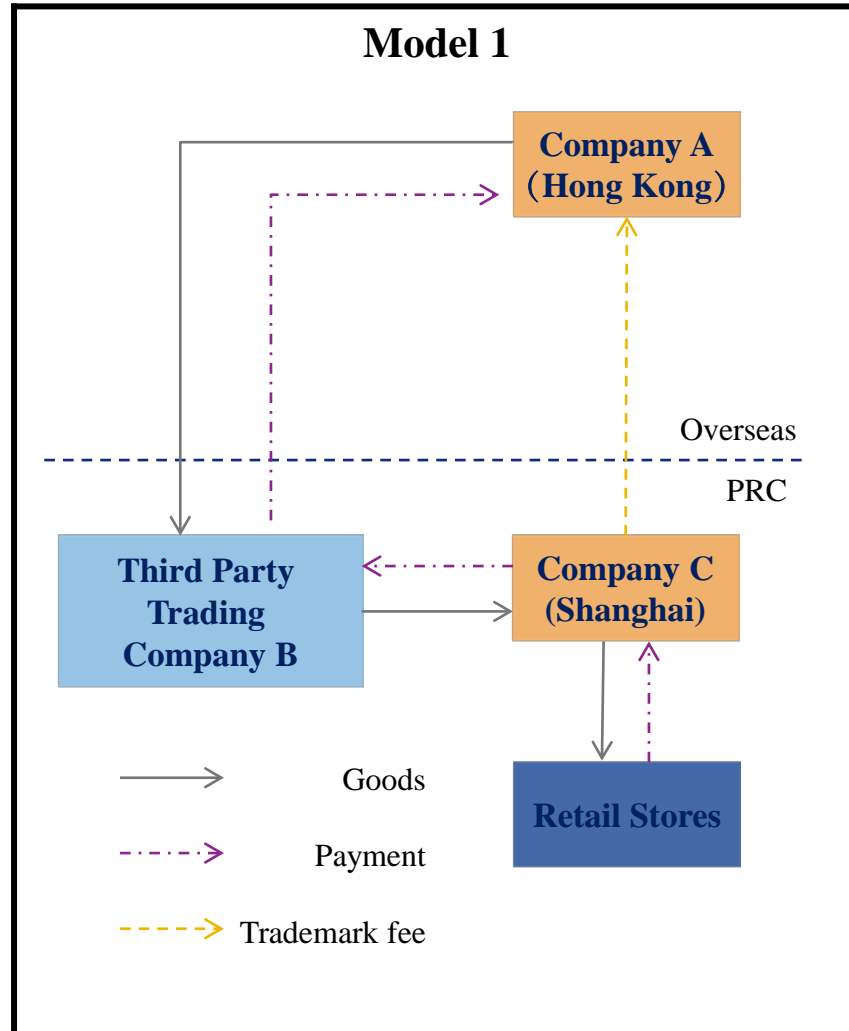 Model 1
Company A
（Hong Kong）
Overseas
PRC
Third Party
Trading
Company B
Company C
(Shanghai)
Retail Stores
Goods
Payment
Trademark fee